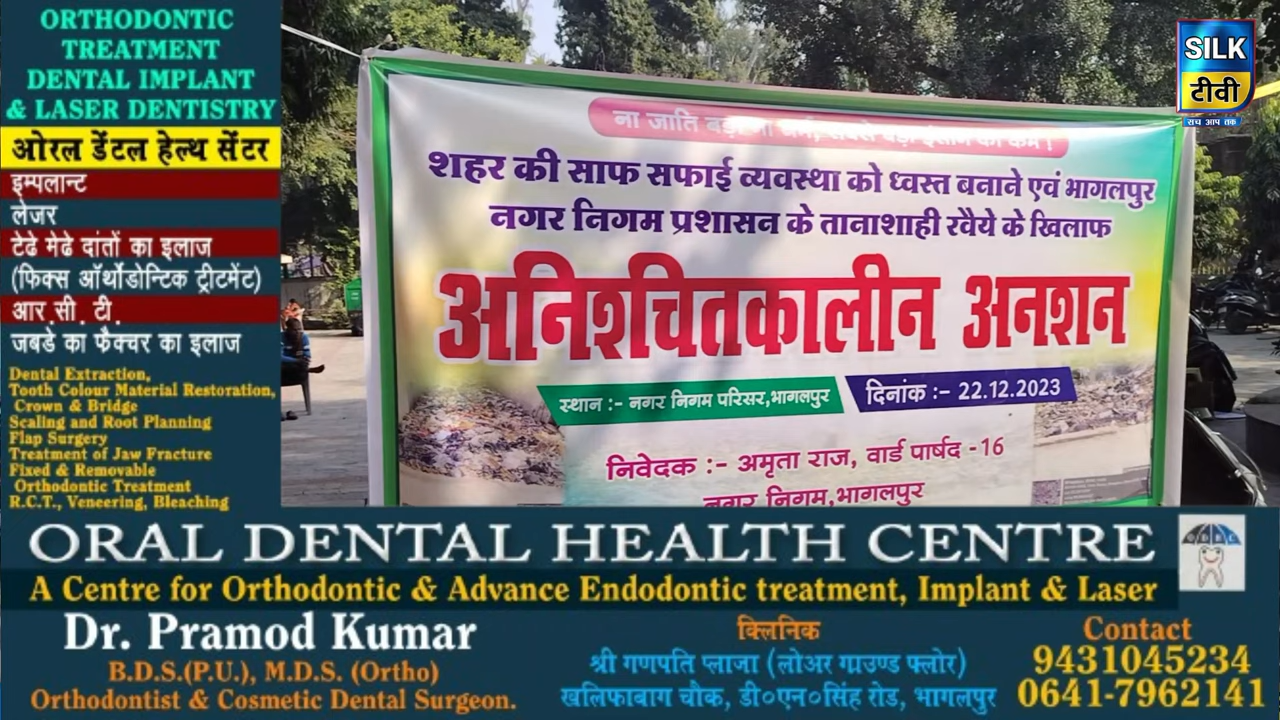 ORTHODONTIC
TREATMENT
DENTAL IMPLANT
& LASER DENTISTRY
ओरल डेंटल हेल्थ सेंटर
इम्पलान्ट
लेजर
टेढे मेढे दांतों का इलाज
(फिक्स ऑर्थोडोन्टिक ट्रीटमेंट)
आर. सी. टी.
जबडे का फैक्चर का इलाज
Dental Extraction,
Tooth Colour Material Restoration,
Crown & Bridge
Scaling and Root Planning
Flap Surgery
Treatment of Jaw Fracture
Fixed & Removable
Orthodontic Treatment
R.C.T., Veneering, Bleaching
SILK
टीवी
सच आप तक
ना जाति
शहर की साफ सफाई व्यवस्था को ध्वस्त बनाने एवं भागलपुर
नगर निगम प्रशासन के तानाशाही रवैये के खिलाफ
अनिश्चितकालीन अनशन
स्थान :- नगर निगम परिसर,भागलपुर
दिनांक :- 22.12.2023
निवेदक :- अमृता राज, वार्ड पार्षद -16
नगर निगम,भागलपुर
ORAL DENTAL HEALTH CENTRE
A Centre for Orthodontic & Advance Endodontic treatment, Implant & Laser
Dr. Pramod Kumar
B.D.S.(P.U.), M.D.S. (Ortho)
Orthodontist & Cosmetic Dental Surgeon.
क्लिनिक
श्री गणपति प्लाजा (लोअर ग्राउण्ड फ्लोर)
खलिफाबाग चौक, डी०एन०सिंह रोड, भागलपुर
Contact
9431045234
0641-7962141